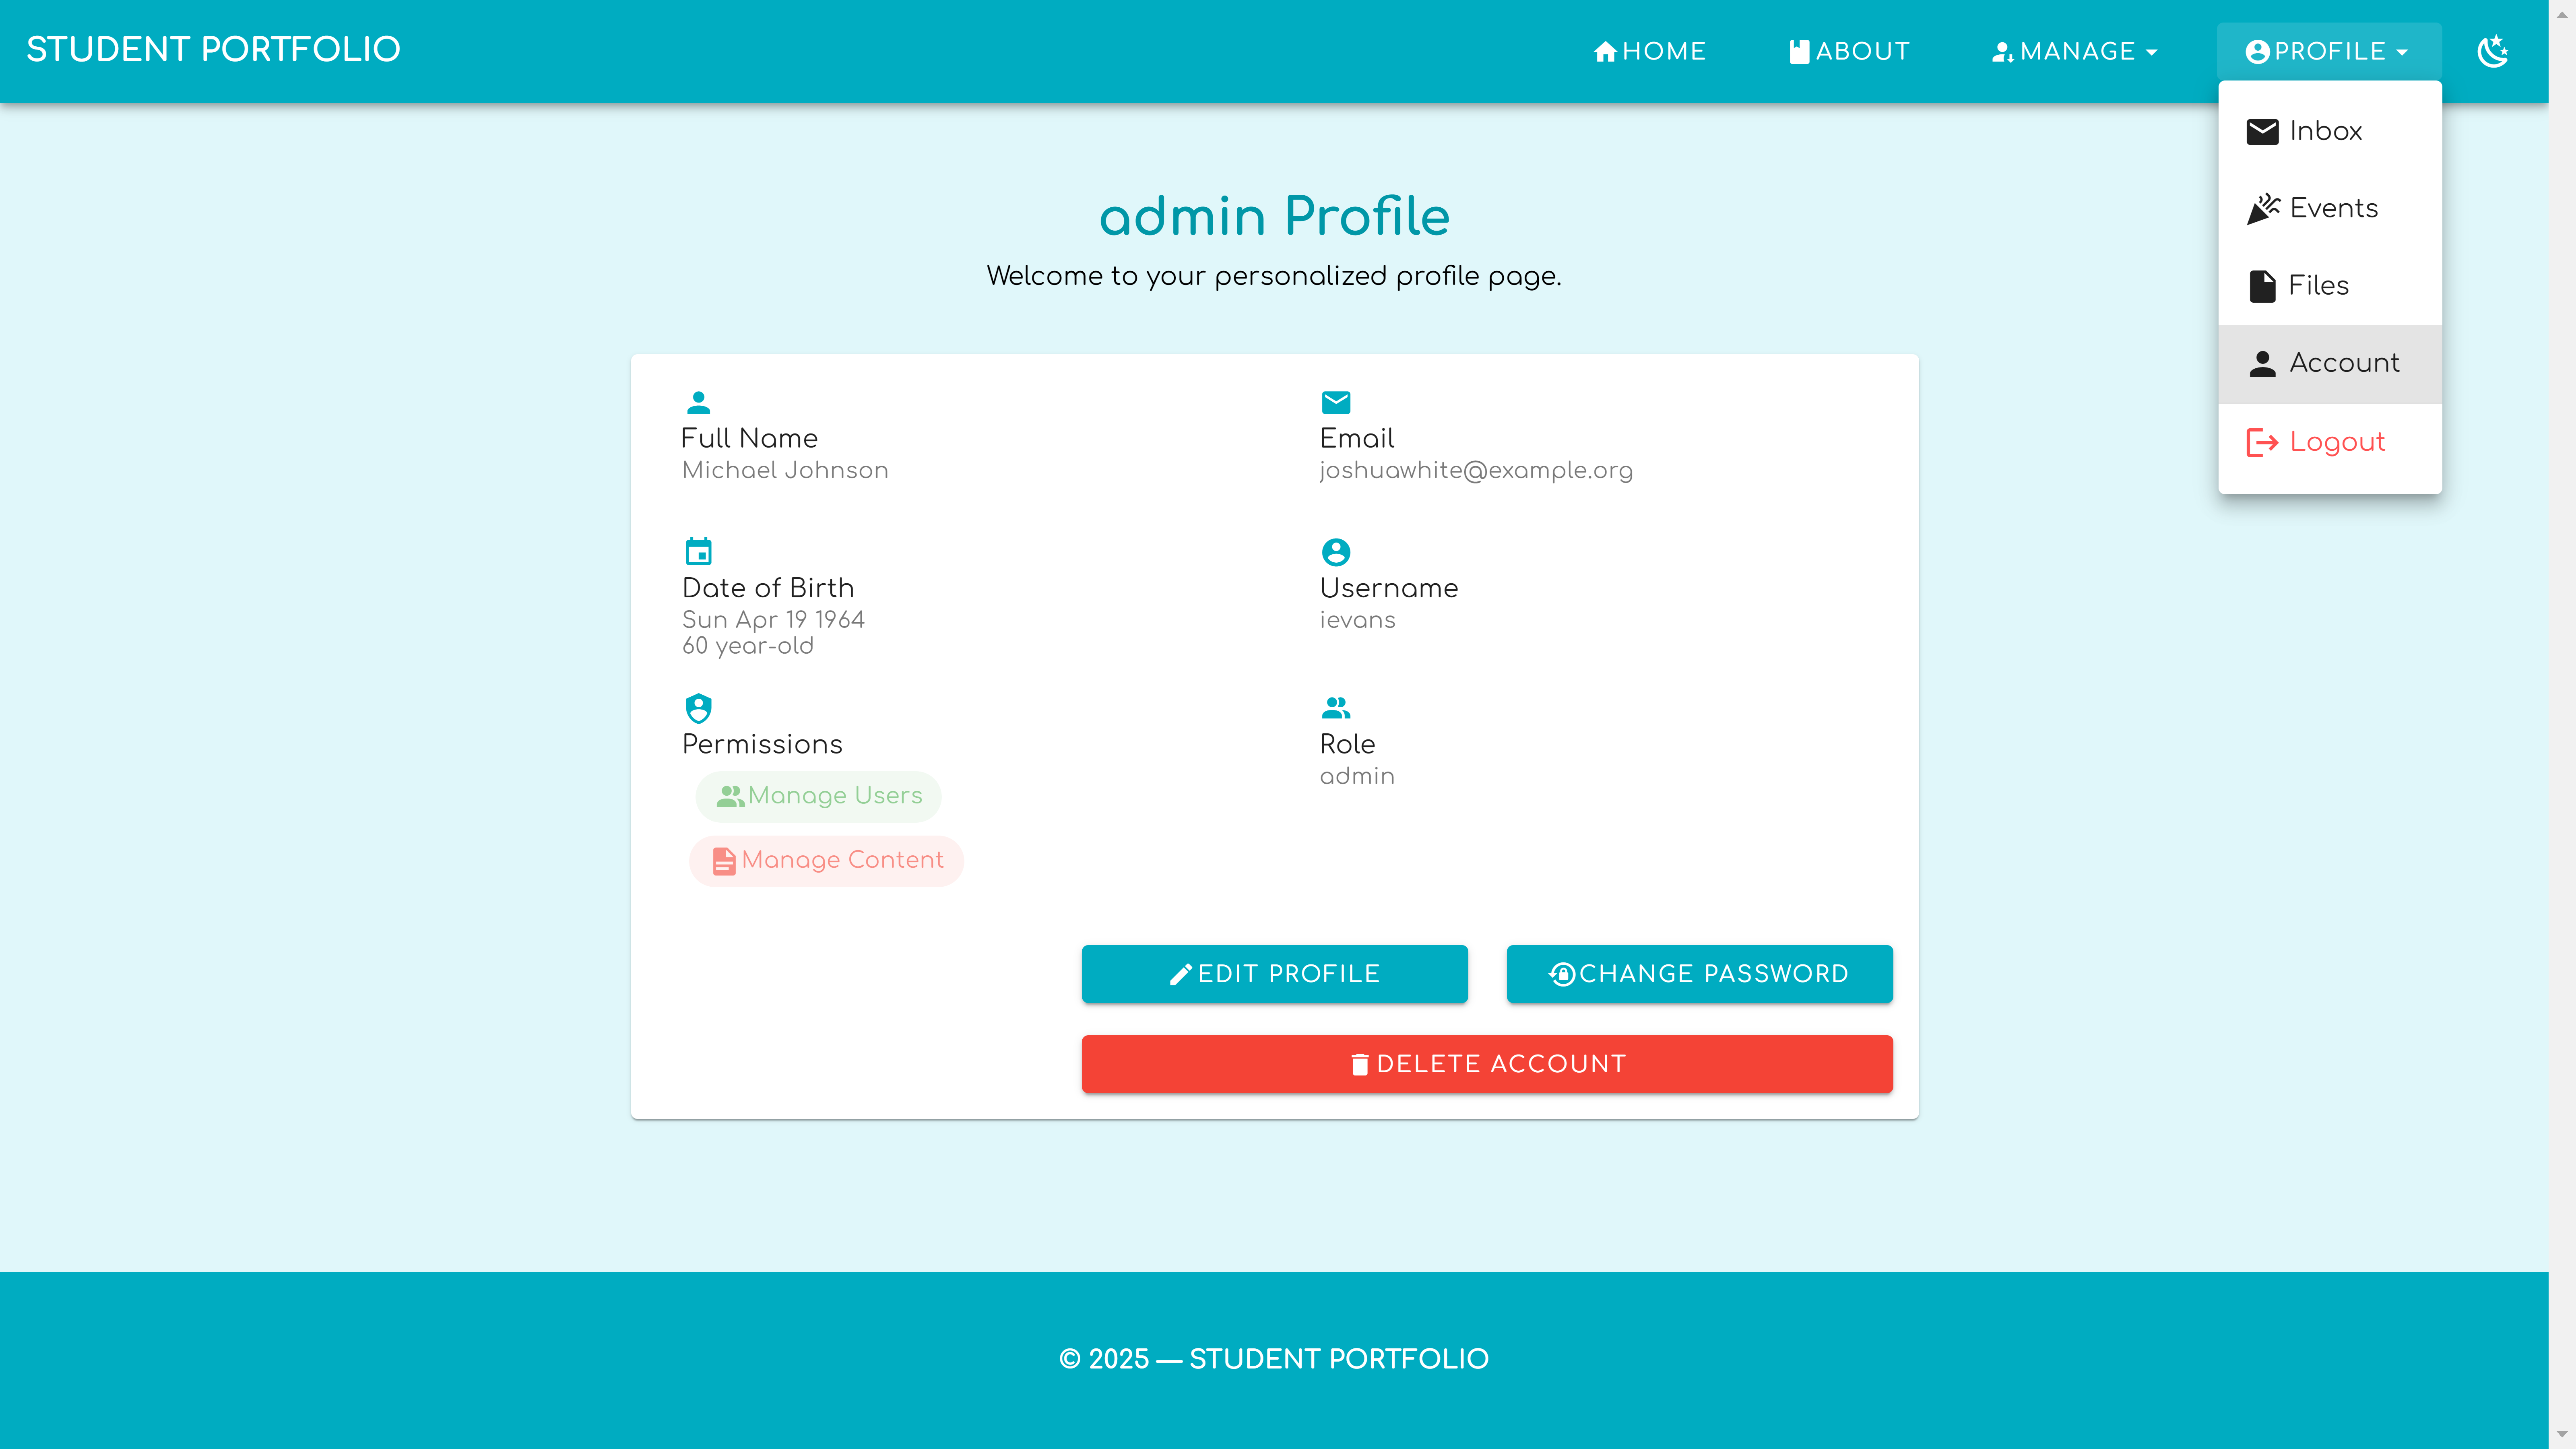 STUDENT PORTFOLIO
HOME
ABOUT
MANAGE
PROFILE
Inbox
Events
Files
Account
Logout
admin Profile
Welcome to your personalized profile page.
Full Name
Michael Johnson
Email
joshuawhite@example.org
Date of Birth
Sun Apr 19 1964
60 year-old
Username
ievans
Permissions
Manage Users
Manage Content
Role
admin
EDIT PROFILE
CHANGE PASSWORD
DELETE ACCOUNT
© 2025 — STUDENT PORTFOLIO